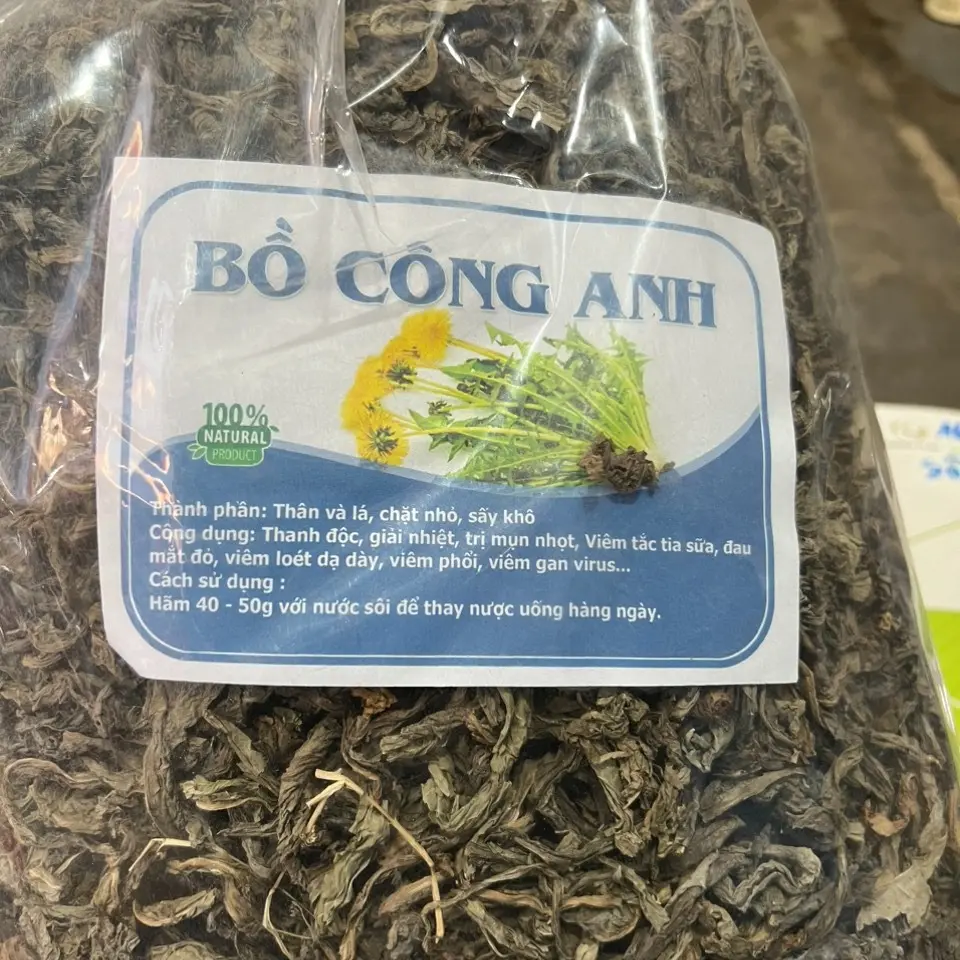 BỒ CÔNG ANH
100%
NATURAL
PRODUCT
Thành phần: Thân và lá, chặt nhỏ, sấy khô
Công dụng: Thanh độc, giải nhiệt, trị mụn nhọt, Viêm tắc tia sữa, đau
mắt đỏ, viêm loét dạ dày, viêm phổi, viêm gan virus...
Cách sử dụng :
Hãm 40 - 50g với nước sôi để thay nược uống hàng ngày.